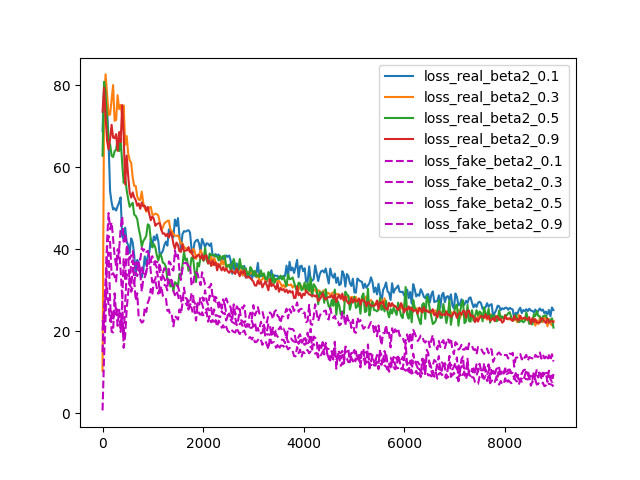 loss_real_beta2_0.1
loss_real_beta2_0.3
loss_real_beta2_0.5
loss_real_beta2_0.9
loss_fake_beta2_0.1
loss_fake_beta2_0.3
loss_fake_beta2_0.5
loss_fake_beta2_0.9
80
60
40
20
0
0 2000 4000 6000 8000